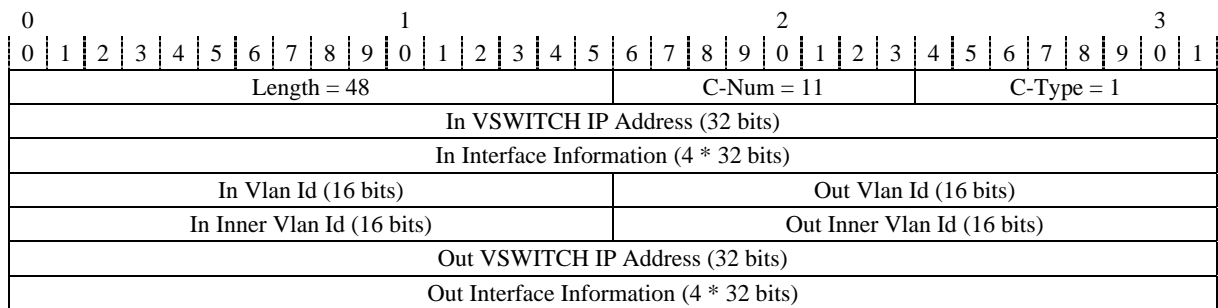 0 1 2 3
0 1 2 3 4 5 6 7 8 9 0 1 2 3 4 5 6 7 8 9 0 1 2 3 4 5 6 7 8 9 0 1
Length = 48 C-Num = 11 C-Type = 1
In VSWITCH IP Address (32 bits)
In Interface Information (4 * 32 bits)
In Vlan Id (16 bits) Out Vlan Id (16 bits)
In Inner Vlan Id (16 bits) Out Inner Vlan Id (16 bits)
Out VSWITCH IP Address (32 bits)
Out Interface Information (4 * 32 bits)